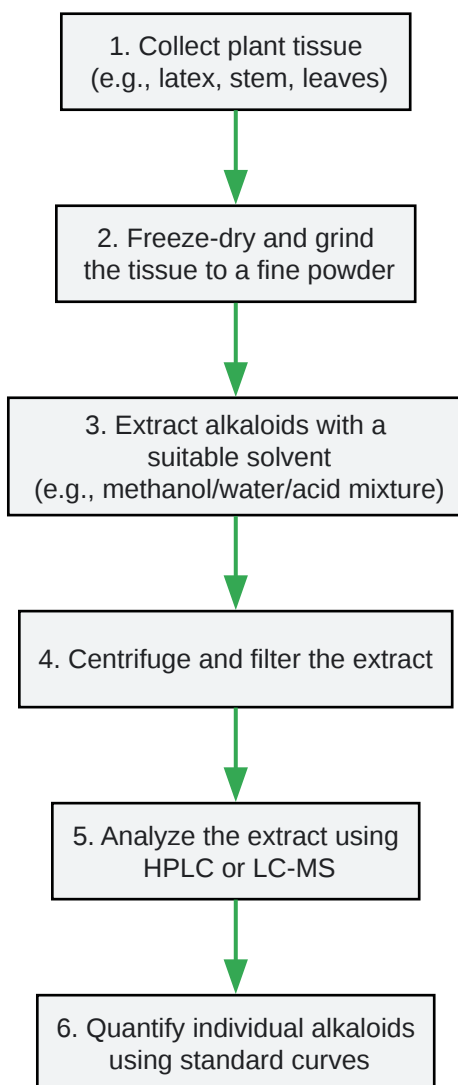 1. Collect plant tissue
(e.g., latex, stem, leaves)
2. Freeze-dry and grind
the tissue to a fine powder
3. Extract alkaloids with a
suitable solvent
(e.g., methanol/water/acid mixture)
4. Centrifuge and filter the extract
5. Analyze the extract using
HPLC or LC-MS
6. Quantify individual alkaloids
using standard curves